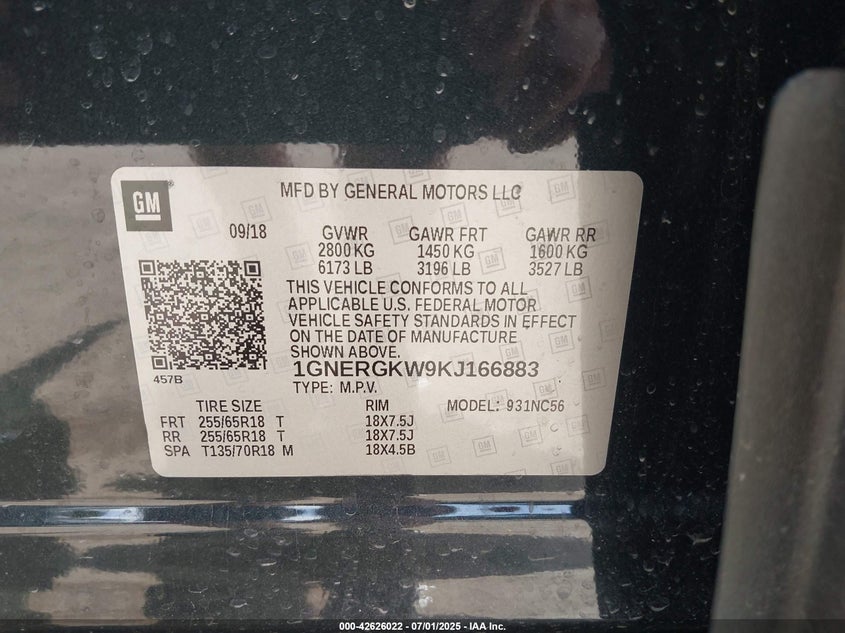 GM
MFD BY GENERAL MOTORS LLC
09/18 GVWR GAWR FRT GAWR RR
2800 KG 1450 KG 1600 KG
6173 LB 3196 LB 3527 LB
THIS VEHICLE CONFORMS TO ALL
APPLICABLE U.S. FEDERAL MOTOR
VEHICLE SAFETY STANDARDS IN EFFECT
ON THE DATE OF MANUFACTURE
SHOWN ABOVE.
1GNERGKW9KJ166883
457B
TYPE: M.P.V.
TIRE SIZE RIM MODEL: 931NC56
FRT 255/65R18 T 18X7.5J
RR 255/65R18 T 18X7.5J
SPA T135/70R18 M 18X4.5B
000-42626022 - 07/01/2025 - IAA Inc.